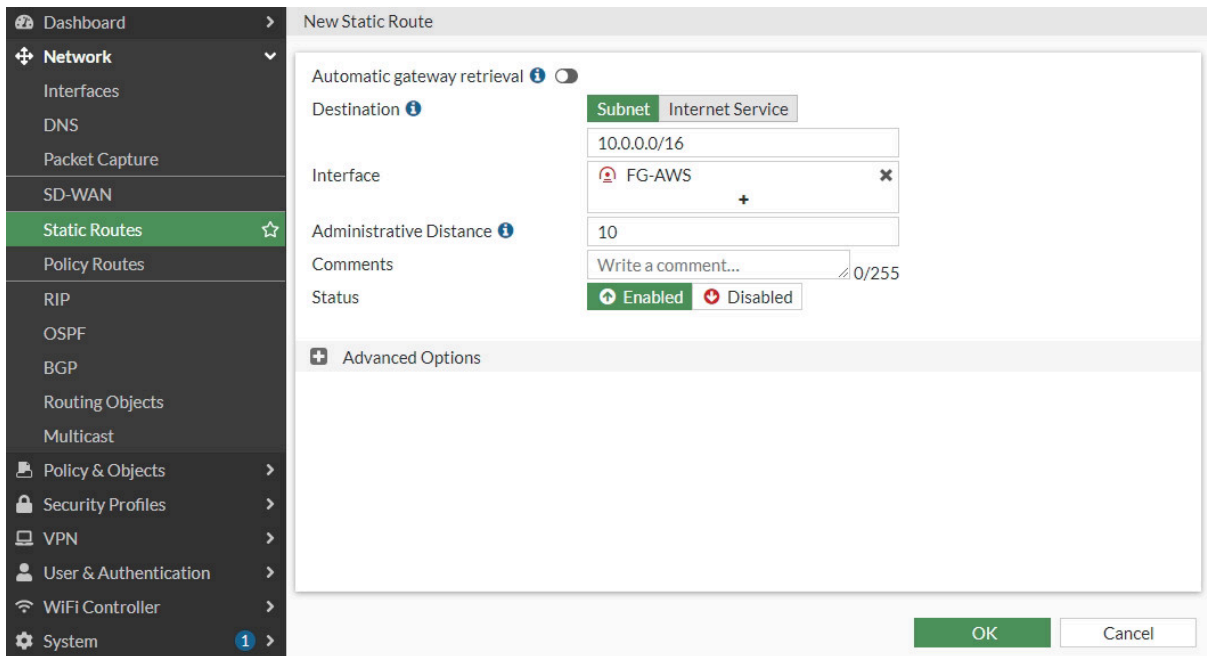 Dashboard
Network
Interfaces
DNS
Packet Capture
SD-WAN
Static Routes
Policy Routes
RIP
OSPF
BGP
Routing Objects
Multicast
Policy & Objects
Security Profiles
VPN
User & Authentication
WiFi Controller
System 1
New Static Route
Automatic gateway retrieval
Destination Subnet Internet Service
10.0.0.0/16
Interface FG-AWS
+
Administrative Distance 10
Comments Write a comment... 0/255
Status Enabled Disabled
Advanced Options
OK Cancel